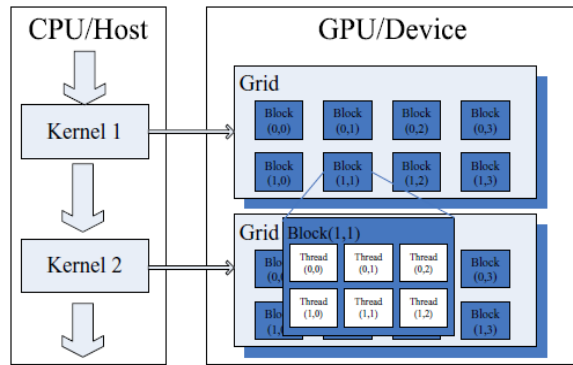 CPU/Host
GPU/Device
Grid
Block
(0,0)
Block
(0,1)
Block
(0,2)
Block
(0,3)
Kernel 1
Block
(1,0)
Block
(1,1)
Block
(1,2)
Block
(1,3)
Grid
Block(1,1)
Thread
(0,0)
Thread
(0,1)
Thread
(0,2)
(0,3)
Kernel 2
Thread
(1,0)
Thread
(1,1)
Thread
(1,2)
Block
(1,3)